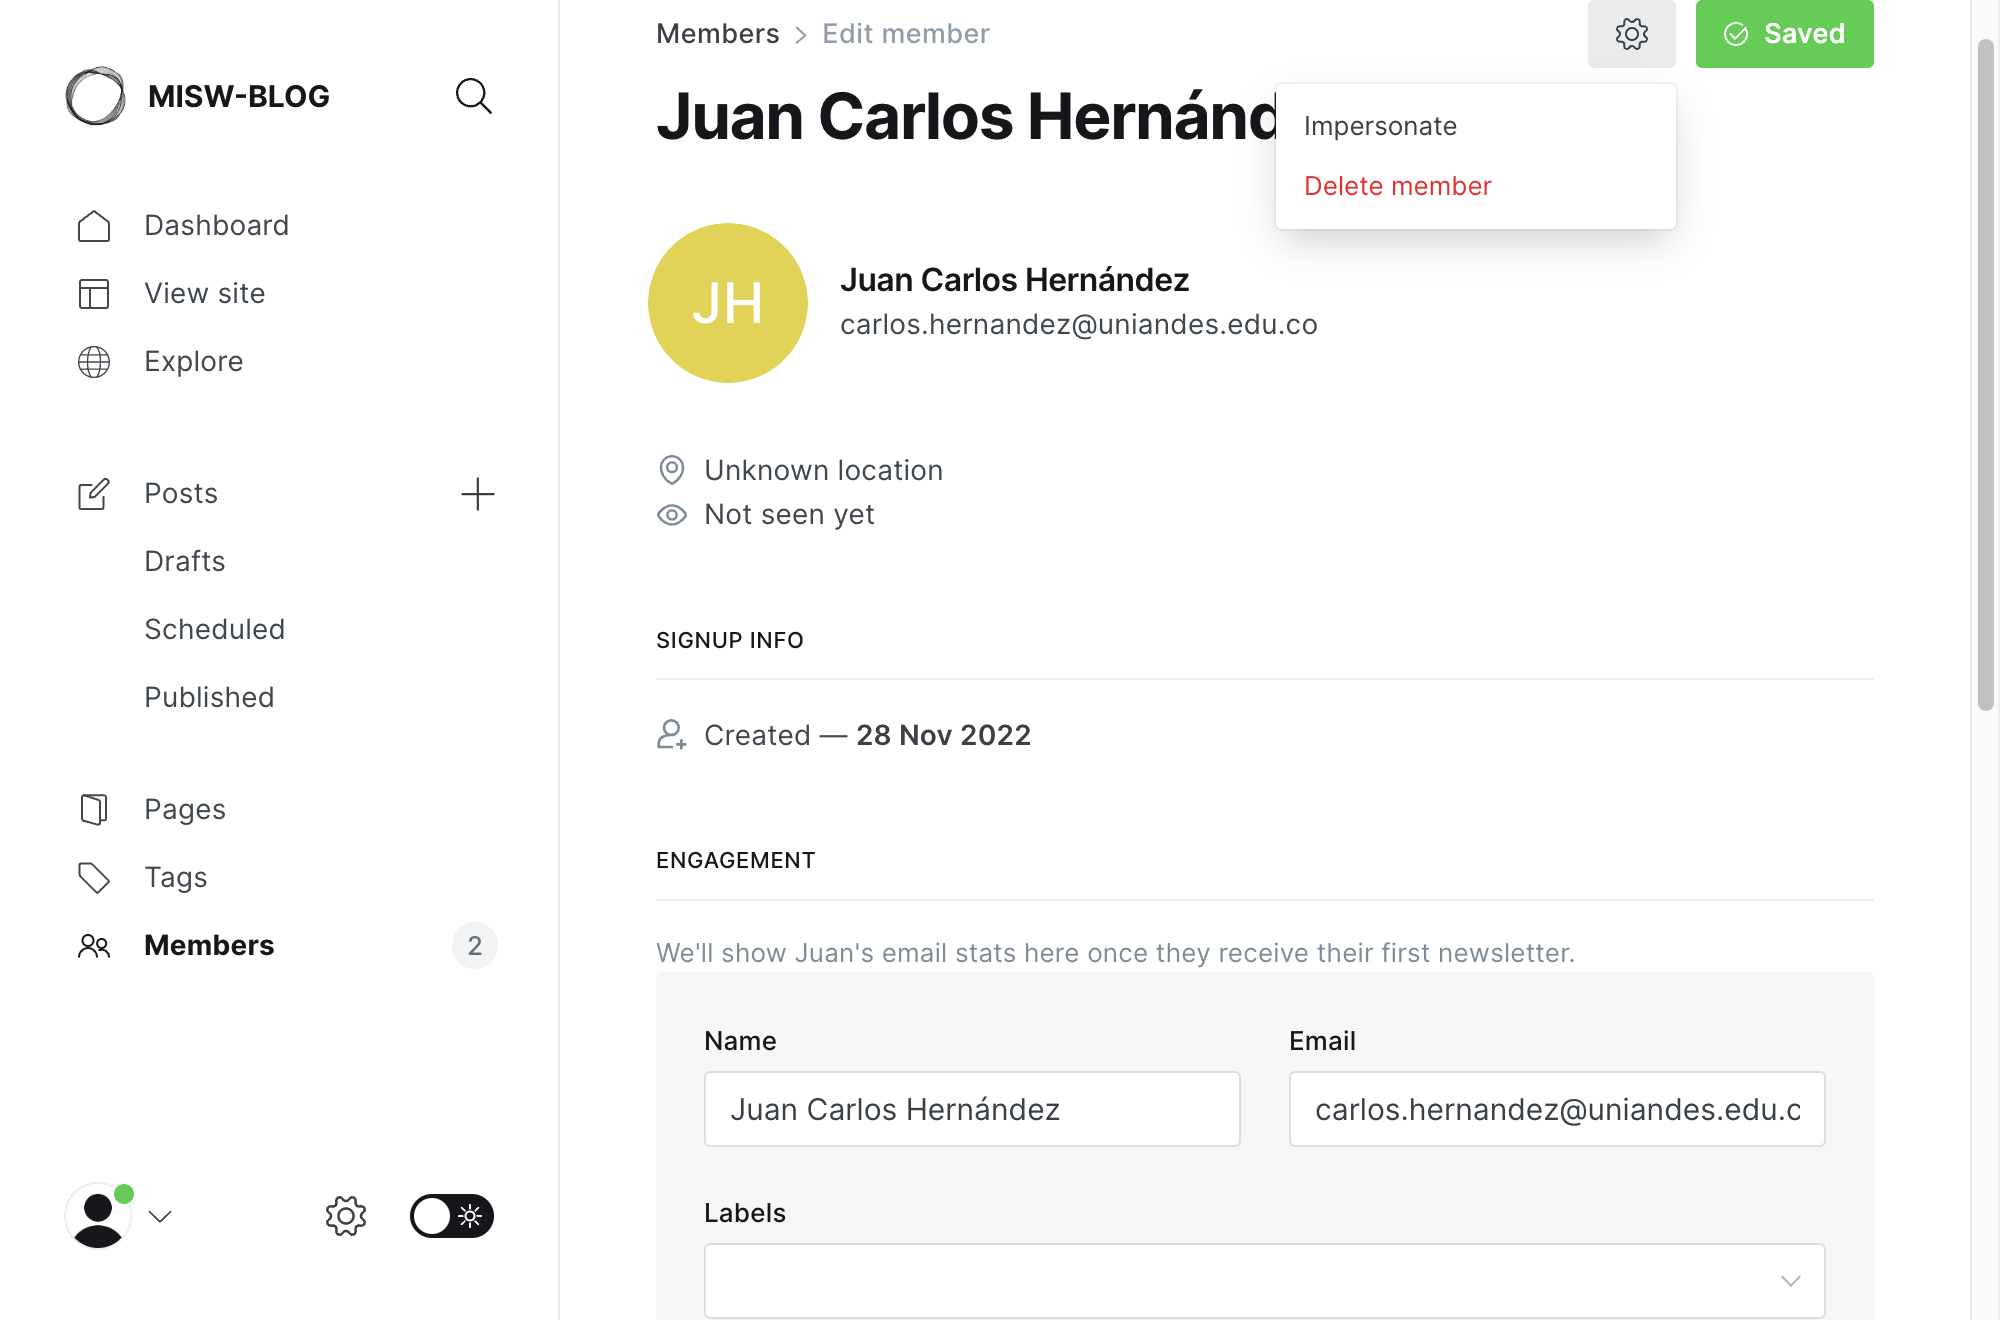 MISW-BLOG
Dashboard
View site
Explore
Posts
Drafts
Scheduled
Published
Pages
Tags
Members
2
Members > Edit member
Saved
Juan Carlos Hernánd
Impersonate
Delete member
JH
Juan Carlos Hernández
carlos.hernandez@uniandes.edu.co
Unknown location
Not seen yet
SIGNUP INFO
Created — 28 Nov 2022
ENGAGEMENT
We'll show Juan's email stats here once they receive their first newsletter.
Name
Email
Juan Carlos Hernández
carlos.hernandez@uniandes.edu.c
Labels